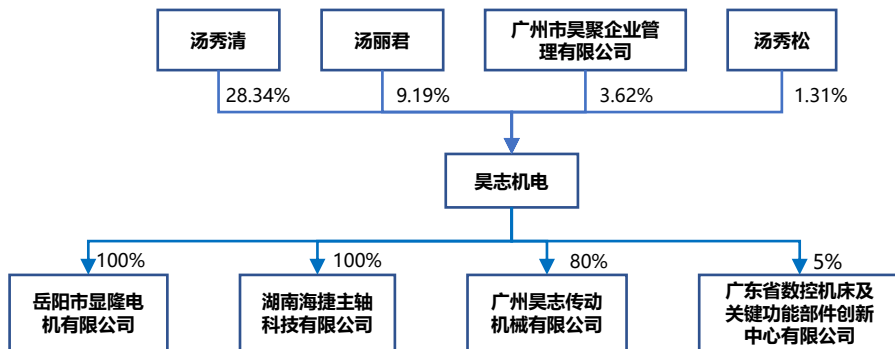 汤秀清
汤丽君
广州市昊聚企业管
理有限公司
汤秀松
28.34%
9.19%
3.62%
1.31%
昊志机电
100%
100%
80%
5%
岳阳市显隆电
机有限公司
湖南海捷主轴
科技有限公司
广州昊志传动
机械有限公司
广东省数控机床及
关键功能部件创新
中心有限公司